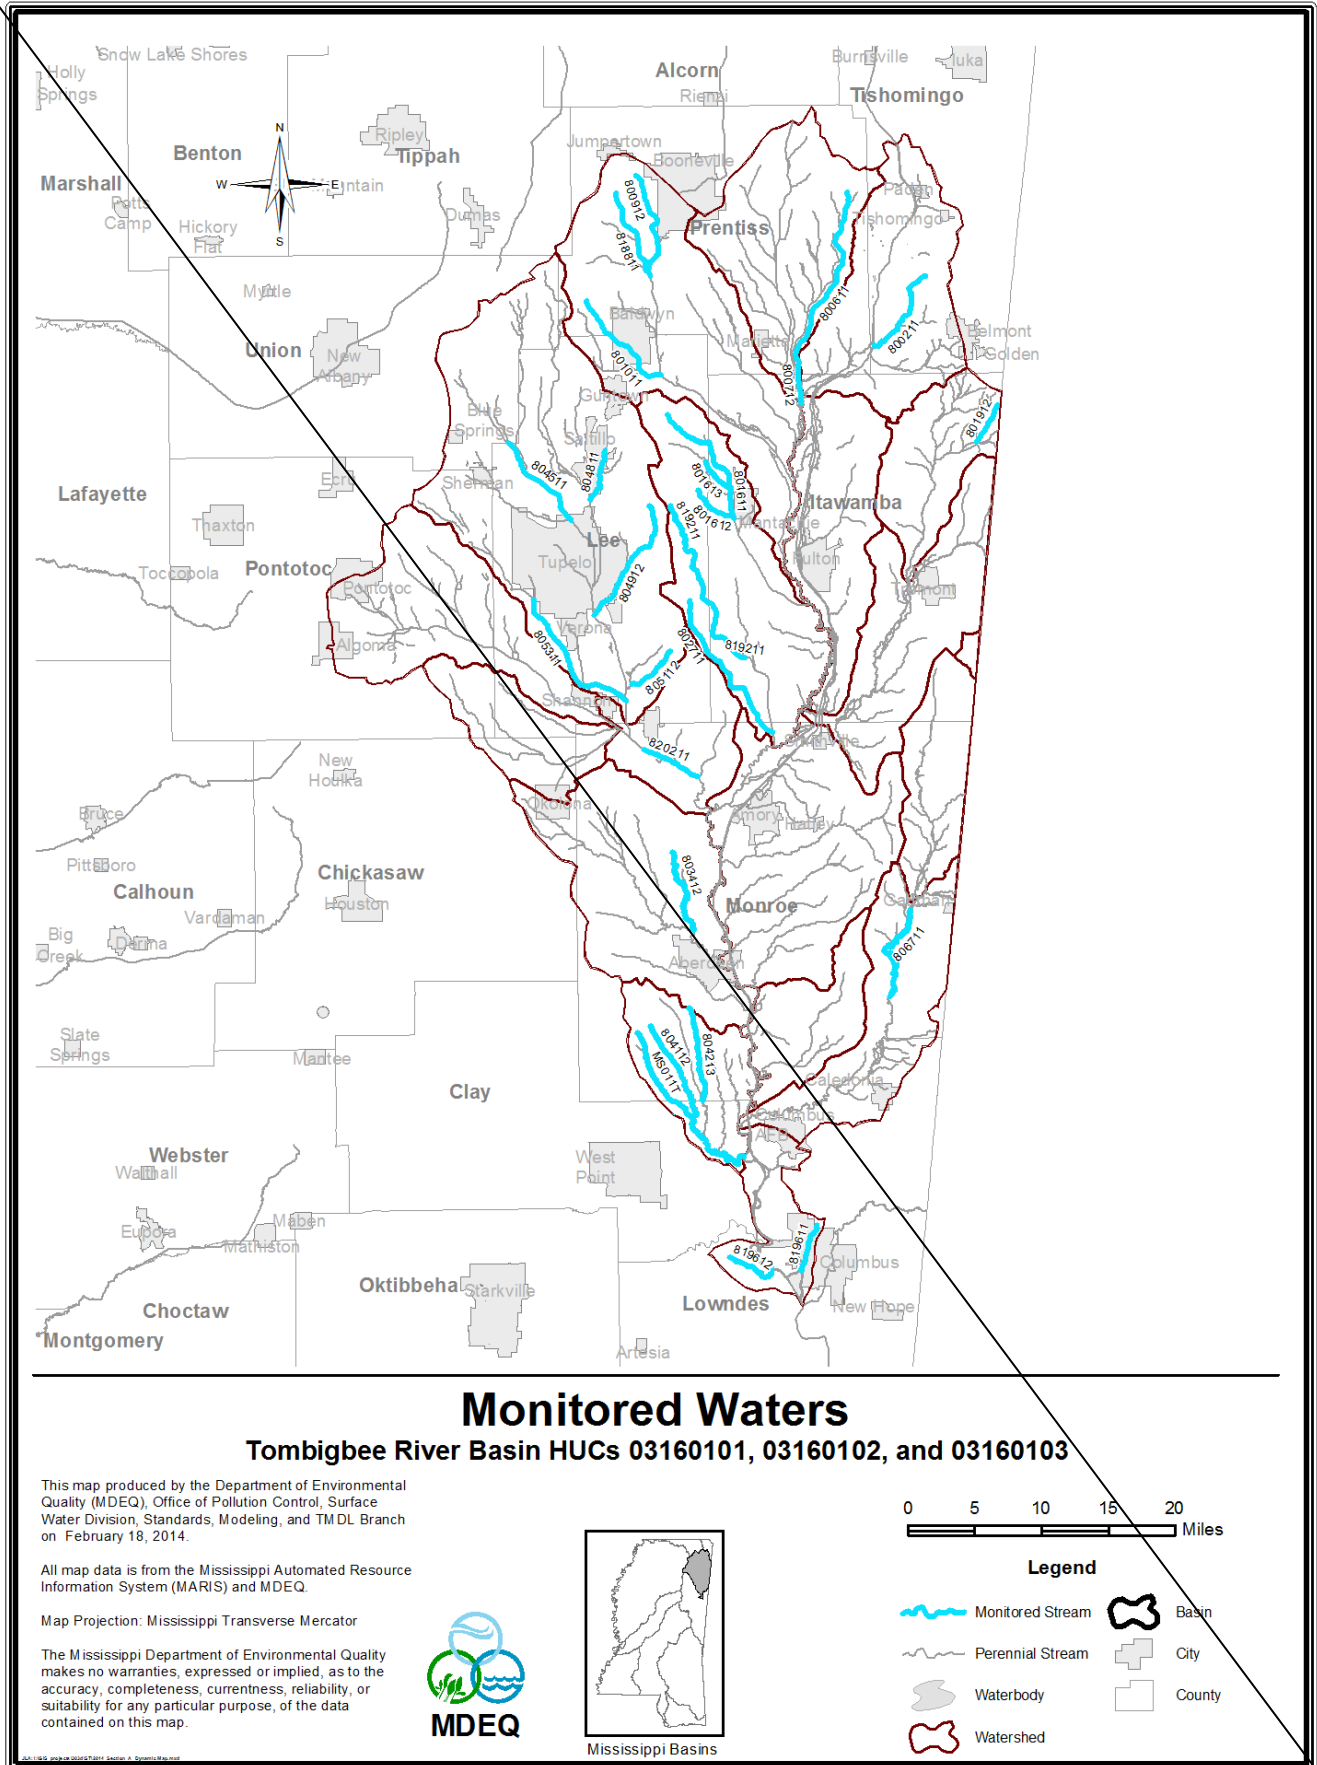 Snow Lake Shores
Burnsville
Iuka
Holly
Springs
Alcorn
Rienzi
Tishomingo
Ripley
Tippah
Jumpertown
Booneville
Benton
N
W
E
S
Marshall
Potts
Camp
Hickory
Flat
Dumas
Paden
Tishomingo
Prentiss
800912
818811
800611
800211
Myrtle
Baldwyn
Marietta
Belmont
Golden
Union
New
Albany
801011
800712
Guntown
Blue
Springs
Saltillo
801912
804511
804811
Sherman
Ecru
Lafayette
801613
801611
801612
819211
Mantachie
Itawamba
Thaxton
Lee
Tupelo
Fulton
Toccopola
Pontotoc
Pontotoc
804912
Tremont
Verona
Algoma
805311
802711
819211
805112
Shannon
820211
Smithville
New
Houlka
Okolona
Amory
Hatley
Bruce
Pittsboro
Calhoun
Chickasaw
Houston
Vardaman
Big
Creek
Derma
803412
Monroe
Gattman
806711
Aberdeen
Slate
Springs
Mantee
804112
804213
MS011T
Clay
Caledonia
Columbus
AFB
Webster
Walthall
West
Point
Eupora
Maben
Mathiston
819612
819611
Columbus
Oktibbeha
Starkville
Choctaw
Lowndes
New Hope
Montgomery
Artesia
Monitored Waters
Tombigbee River Basin HUCs 03160101, 03160102, and 03160103
This map produced by the Department of Environmental
Quality (MDEQ), Office of Pollution Control, Surface
Water Division, Standards, Modeling, and TMDL Branch
on February 18, 2014.
All map data is from the Mississippi Automated Resource
Information System (MARIS) and MDEQ.
Map Projection: Mississippi Transverse Mercator
The Mississippi Department of Environmental Quality
makes no warranties, expressed or implied, as to the
accuracy, completeness, currentness, reliability, or
suitability for any particular purpose, of the data
contained on this map.
MDEQ
Mississippi Basins
0 5 10 15 20
Miles
Legend
Monitored Stream
Basin
Perennial Stream
City
Waterbody
County
Watershed